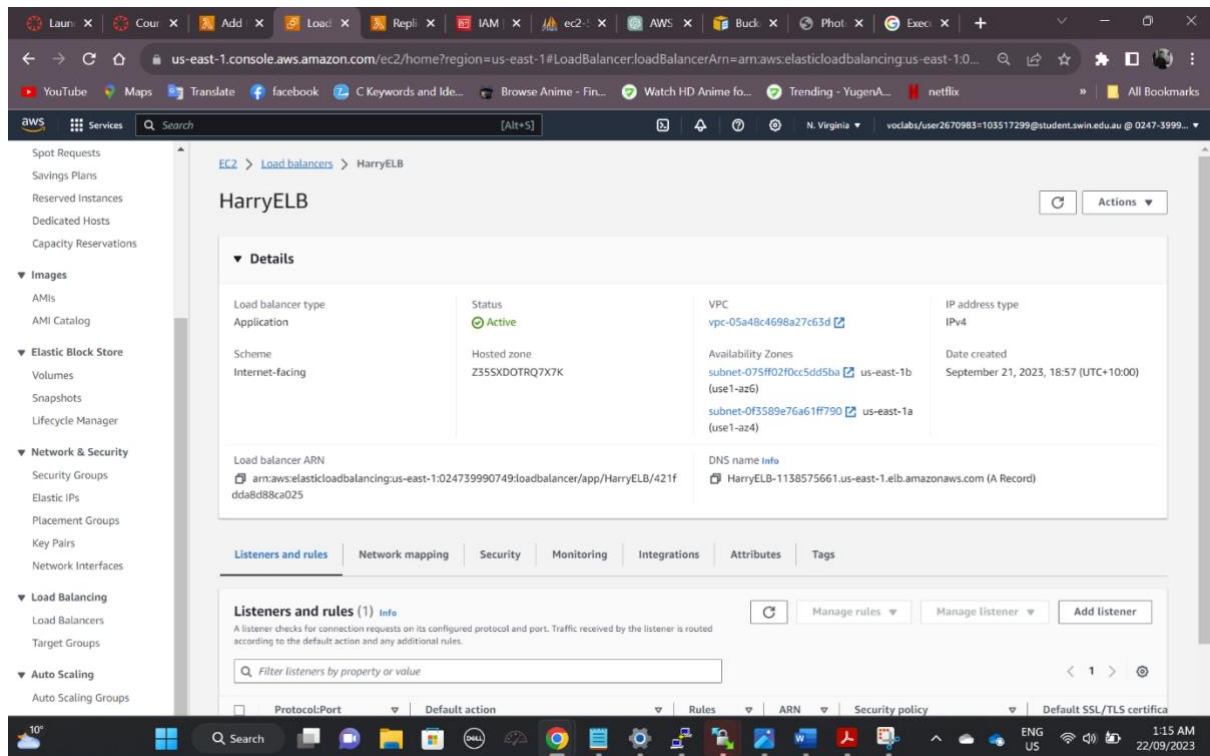 Laun
Cour
Add
Load
Repli
IAM
ec2-
AWS
Buck
Phot
Exec
us-east-1.console.aws.amazon.com/ec2/home?region=us-east-1#LoadBalancer:loadBalancerArn=arn:aws:elasticloadbalancing:us-east-1:0...
YouTube Maps Translate facebook C Keywords and Ide... Browse Anime - Fin... Watch HD Anime fo... Trending - YugenA... netflix » All Bookmarks
aws Services Search [Alt+S] N. Virginia voclabs/user2670983=103517299@student.swin.edu.au @ 0247-3999...
Spot Requests
Savings Plans
Reserved Instances
Dedicated Hosts
Capacity Reservations
Images
AMIs
AMI Catalog
Elastic Block Store
Volumes
Snapshots
Lifecycle Manager
Network & Security
Security Groups
Elastic IPs
Placement Groups
Key Pairs
Network Interfaces
Load Balancing
Load Balancers
Target Groups
Auto Scaling
Auto Scaling Groups
EC2 > Load balancers > HarryELB
HarryELB
Actions
Details
Load balancer type
Application
Status
Active
VPC
vpc-05a48c4698a27c63d
IP address type
IPv4
Scheme
Internet-facing
Hosted zone
Z35SXDOTRQ7X7K
Availability Zones
subnet-075ff02f0cc5dd5ba us-east-1b
(use1-az6)
subnet-0f3589e76a61ff790 us-east-1a
(use1-az4)
Date created
September 21, 2023, 18:57 (UTC+10:00)
Load balancer ARN
arn:aws:elasticloadbalancing:us-east-1:024739990749:loadbalancer/app/HarryELB/421f
dda8d88ca025
DNS name Info
HarryELB-1138575661.us-east-1.elb.amazonaws.com (A Record)
Listeners and rules Network mapping Security Monitoring Integrations Attributes Tags
Listeners and rules (1) Info
Manage rules Manage listener Add listener
A listener checks for connection requests on its configured protocol and port. Traffic received by the listener is routed
according to the default action and any additional rules.
Filter listeners by property or value
1
Protocol:Port Default action Rules ARN Security policy Default SSL/TLS certifica
10°
Search
DELL
ENG
US
1:15 AM
22/09/2023